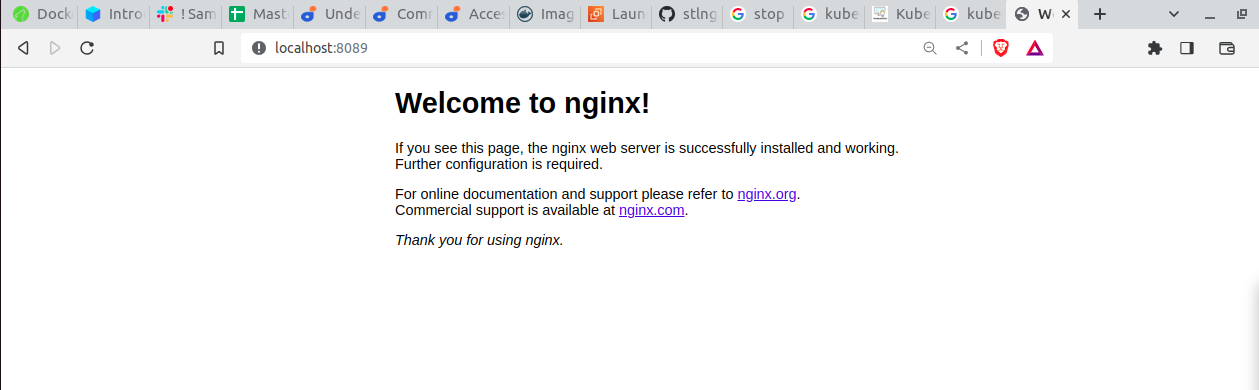 Dock
Intro
! Sam
Mast
Unde
Com
Acces
Imag
Laun
stlng
stop
kube
Kube
kube
We
localhost:8089
Welcome to nginx!
If you see this page, the nginx web server is successfully installed and working.
Further configuration is required.
For online documentation and support please refer to nginx.org.
Commercial support is available at nginx.com.
Thank you for using nginx.